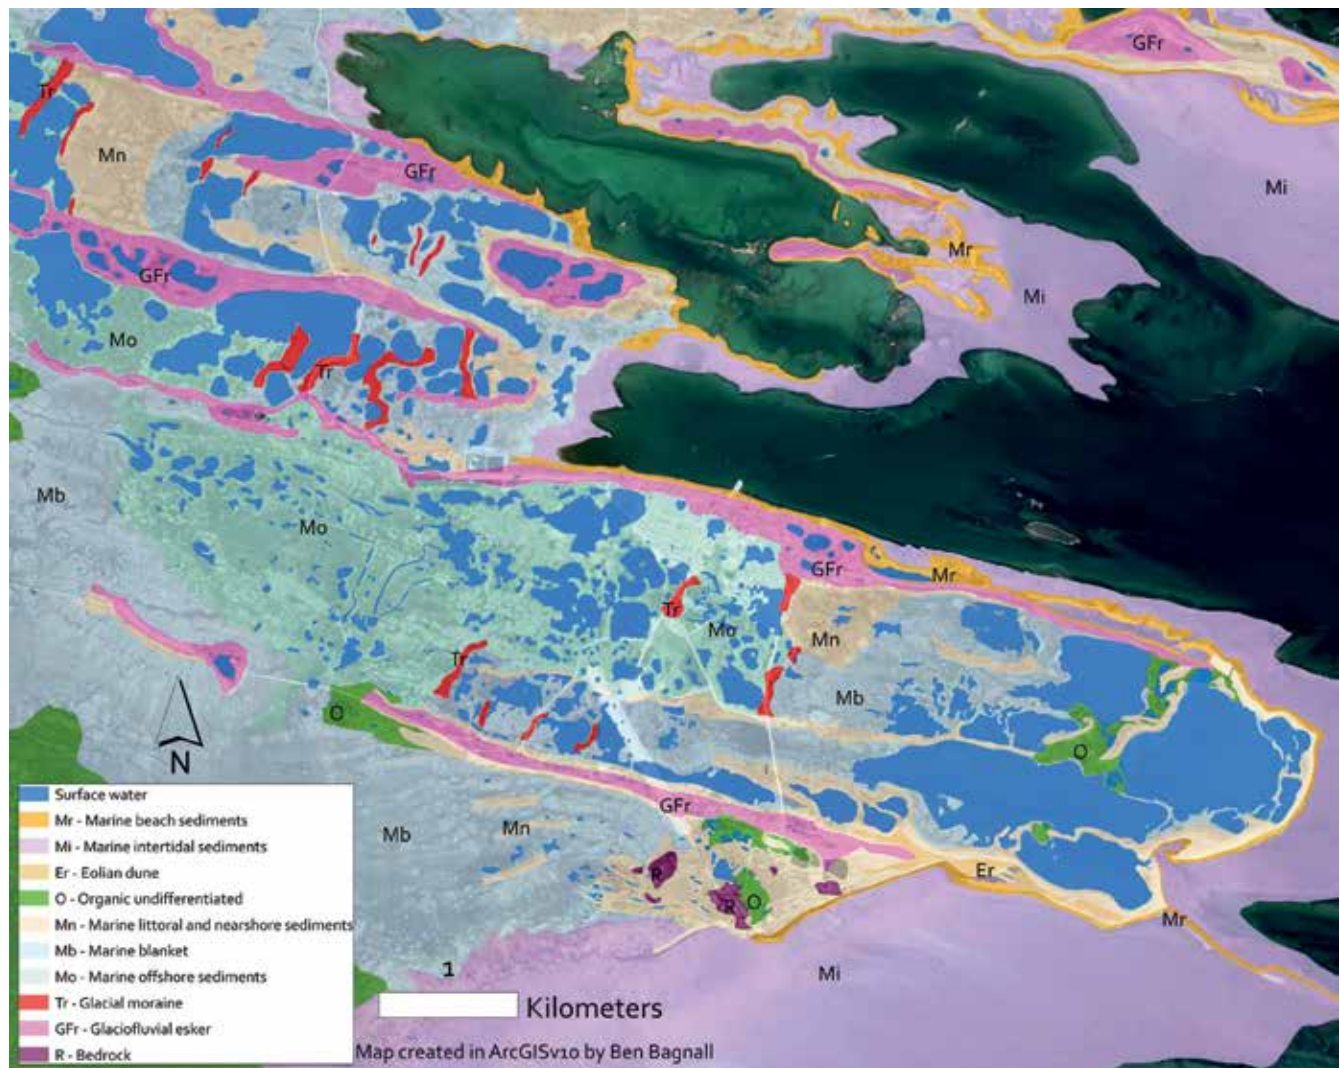 GFr
Tr
Mn
GFr
Mi
Mr
GFr
Mi
Mo
Tr
Mb
Mo
GFr
Mr
Tr
Mo
Mn
Tr
Mb
O
O
N
GFr
Mb
Mn
R
R
O
Er
Mr
Mi
Surface water
Mr - Marine beach sediments
Mi - Marine intertidal sediments
Er - Eolian dune
O - Organic undifferentiated
Mn - Marine littoral and nearshore sediments
Mb - Marine blanket
Mo - Marine offshore sediments
Tr - Glacial moraine
GFr - Glaciofluvial esker
R - Bedrock
1
Kilometers
Map created in ArcGISv10 by Ben Bagnall